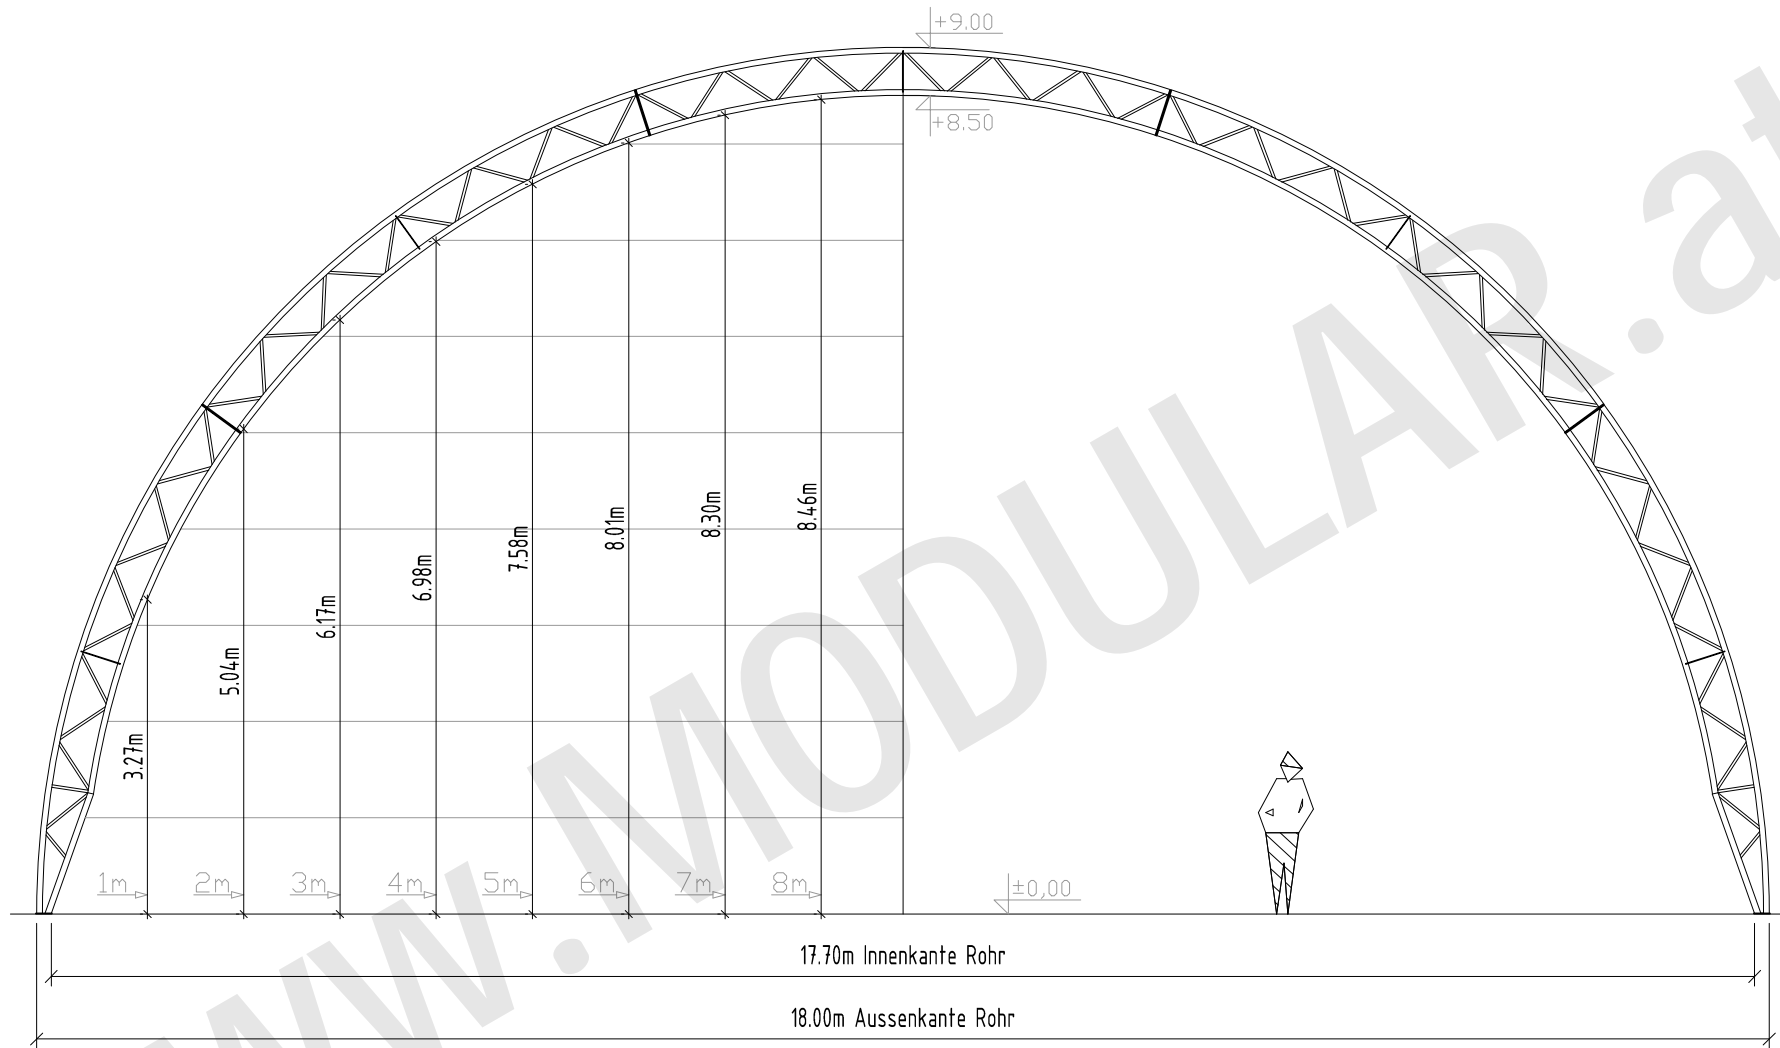 +9.00
+8.50
3.27m
5.04m
6.17m
6.98m
7.58m
8.01m
8.30m
8.46m
1m
2m
3m
4m
5m
6m
7m
8m
±0,00
17.70m Innenkante Rohr
18.00m Aussenkante Rohr
www.MODULAR.at